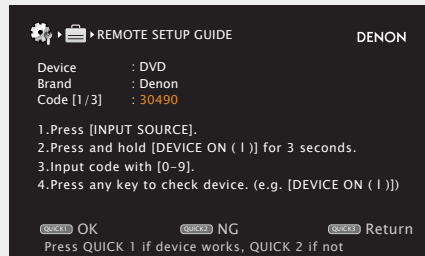 REMOTE SETUP GUIDE DENON
Device : DVD
Brand : Denon
Code [1/3] : 30490
1.Press [INPUT SOURCE].
2.Press and hold [DEVICE ON ( I )] for 3 seconds.
3.Input code with [0–9].
4.Press any key to check device. (e.g. [DEVICE ON ( I )])
QUICK1 OK QUICK2 NG QUICK3 Return
Press QUICK 1 if device works, QUICK 2 if not